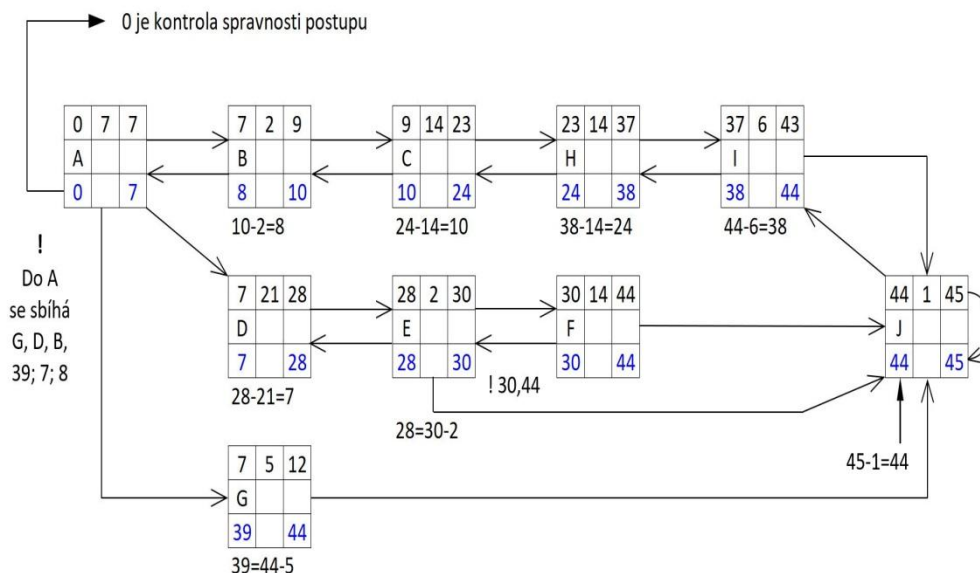 0 je kontrola spravnosti postupu
0 7 7
A
0 7
7 2 9
B
8 10
10-2=8
9 14 23
C
10 24
24-14=10
23 14 37
H
24 38
38-14=24
37 6 43
I
38 44
44-6=38
!
Do A
se sbíhá
G, D, B,
39; 7; 8
7 21 28
D
7 28
28-21=7
28 2 30
E
28 30
28=30-2
! 30,44
30 14 44
F
30 44
44 1 45
J
44 45
45-1=44
7 5 12
G
39 44
39=44-5